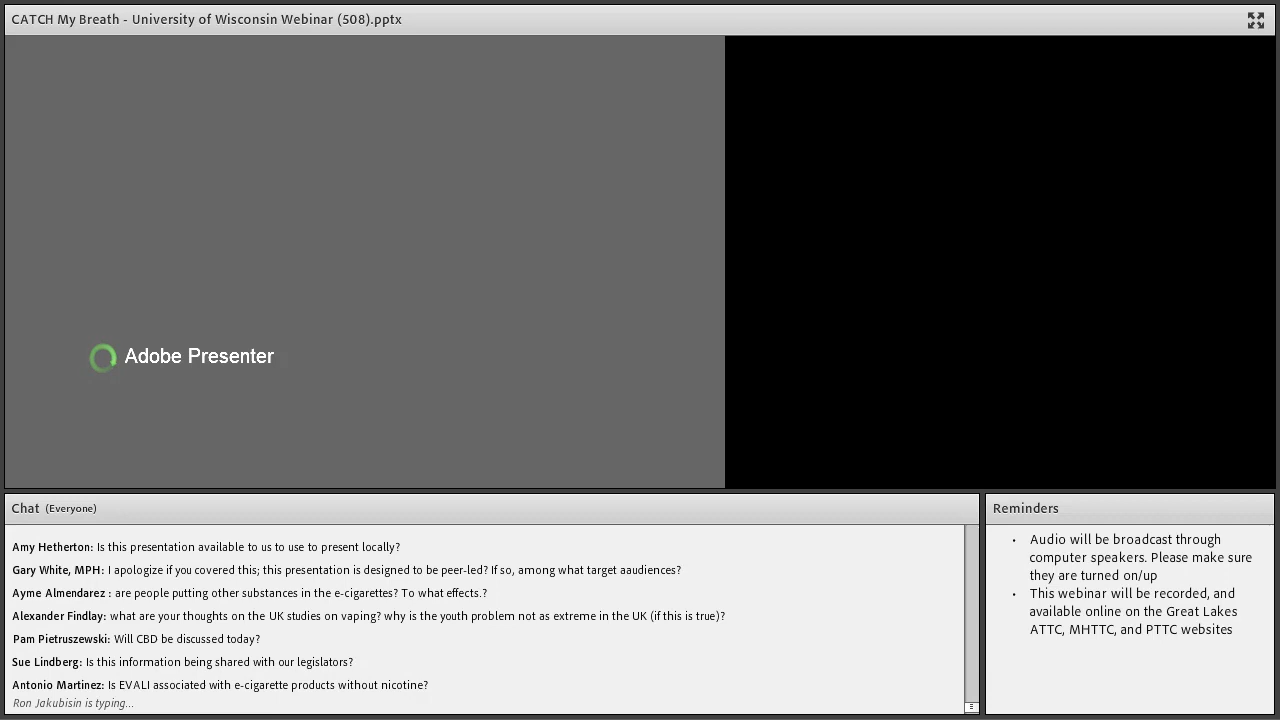 CATCH My Breath - University of Wisconsin Webinar (508).pptx
Adobe Presenter
Chat (Everyone)
Amy Hetherton: Is this presentation available to us to use to present locally?
Gary White, MPH: I apologize if you covered this; this presentation is designed to be peer-led? If so, among what target aaudiences?
Ayme Almendarez : are people putting other substances in the e-cigarettes? To what effects.?
Alexander Findlay: what are your thoughts on the UK studies on vaping? why is the youth problem not as extreme in the UK (if this is true)?
Pam Pietruszewski: Will CBD be discussed today?
Sue Lindberg: Is this information being shared with our legislators?
Antonio Martinez: Is EVALI associated with e-cigarette products without nicotine?
Ron Jakubisin is typing...
Reminders
• Audio will be broadcast through
computer speakers. Please make sure
they are turned on/up
• This webinar will be recorded, and
available online on the Great Lakes
ATTC, MHTTC, and PTTC websites